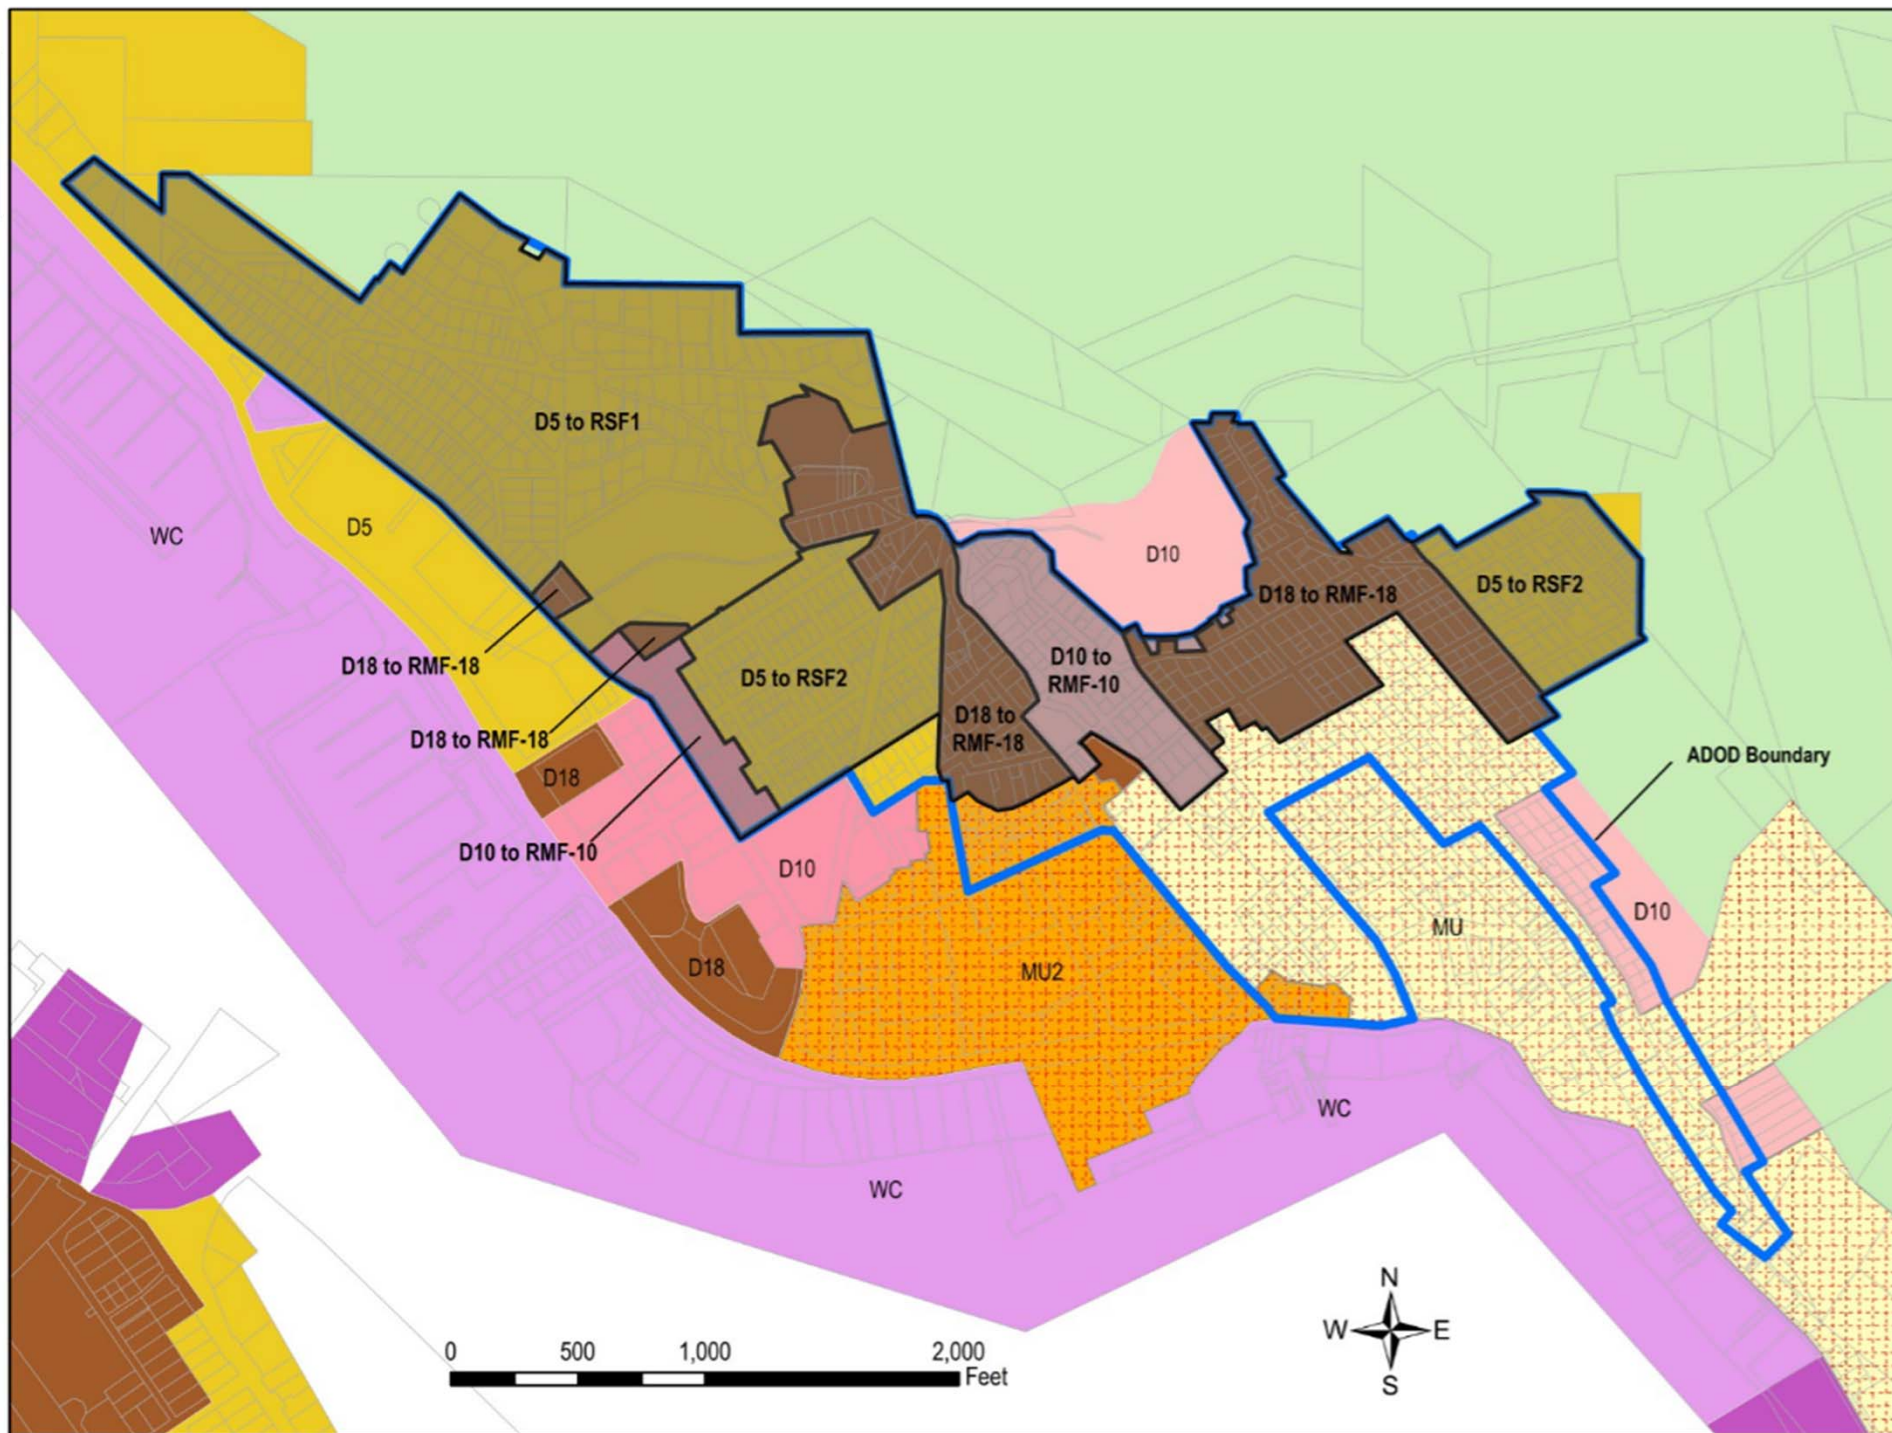 D5 to RSF1
WC
D5
D10
D18 to RMF-18
D5 to RSF2
D18 to RMF-18
D5 to RSF2
D10 to
RMF-10
D18 to RMF-18
D18 to
RMF-18
D18
ADOD Boundary
D10 to RMF-10
D10
D10
MU
D18
MU2
WC
WC
N
W
E
S
0
500
1,000
2,000
Feet